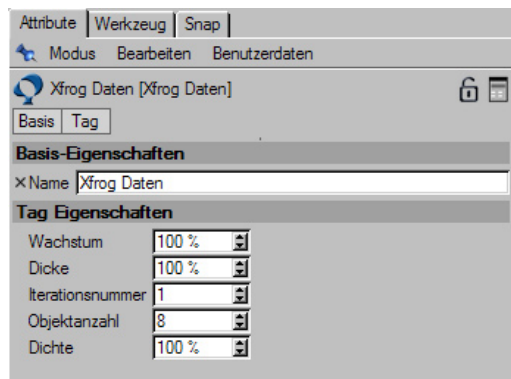 Attribute Werkzeug Snap
Modus Bearbeiten Benutzerdaten
Xfrog Daten [Xfrog Daten]
Basis Tag
Basis-Eigenschaften
×Name Xfrog Daten
Tag Eigenschaften
Wachstum 100 %
Dicke 100 %
Iterationsnummer 1
Objektanzahl 8
Dichte 100 %